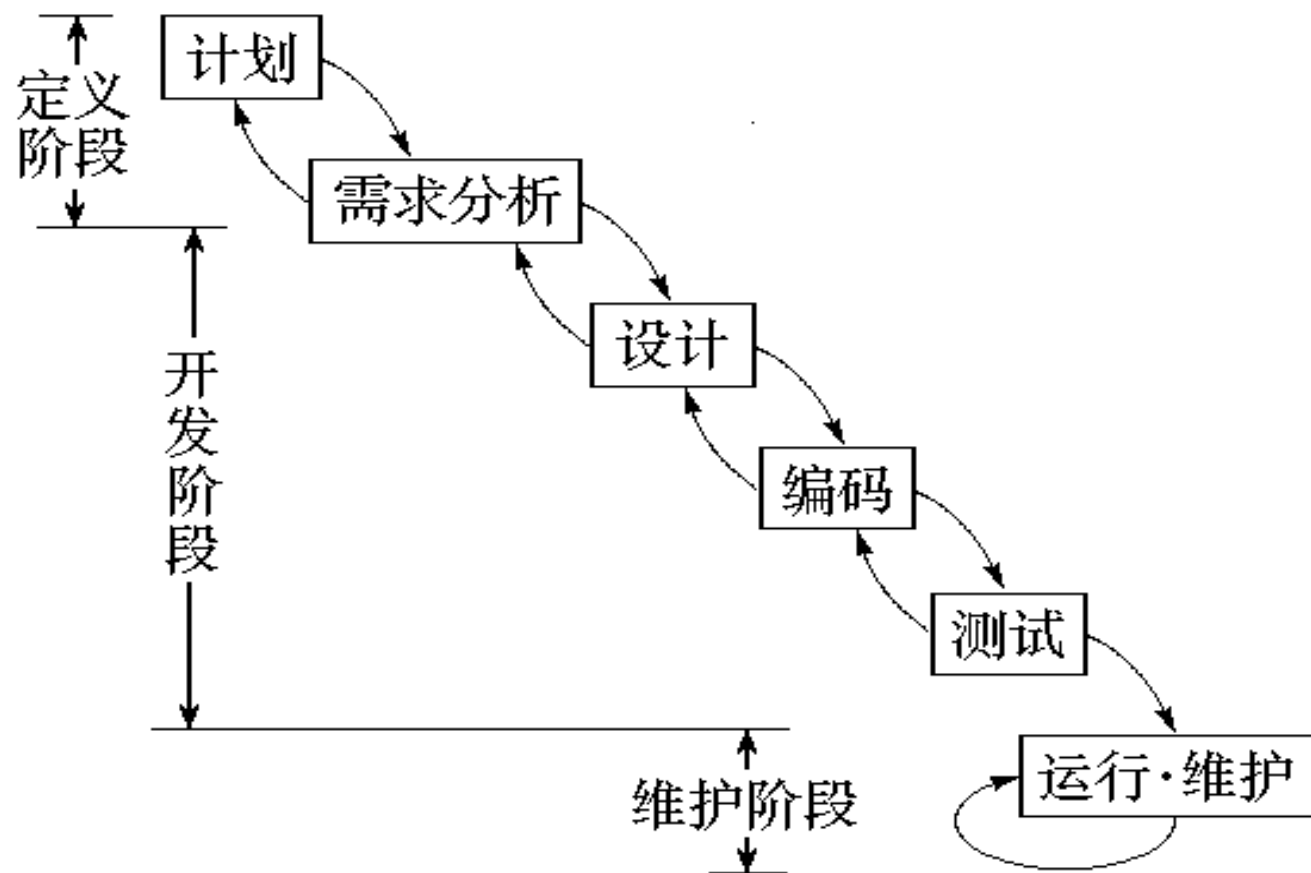 计划
定义
阶段
需求分析
设计
开
发
阶
段
编码
测试
运行·维护
维护阶段